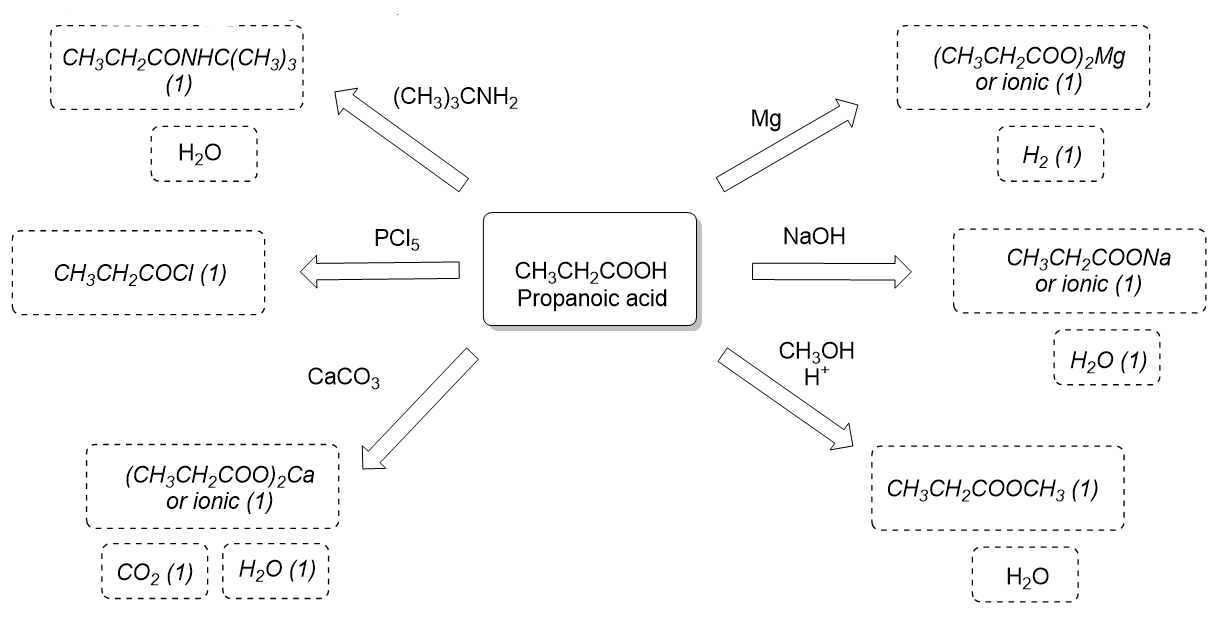 CH₃CH₂CONHC(CH₃)₃
(1)
H₂O
(CH₃)₃CNH₂
Mg
(CH₃CH₂COO)₂Mg
or ionic (1)
H₂ (1)
CH₃CH₂COCl (1)
PCl₅
CH₃CH₂COOH
Propanoic acid
NaOH
CH₃CH₂COONa
or ionic (1)
H₂O (1)
CaCO₃
(CH₃CH₂COO)₂Ca
or ionic (1)
CO₂ (1)
H₂O (1)
CH₃OH
H⁺
CH₃CH₂COOCH₃ (1)
H₂O